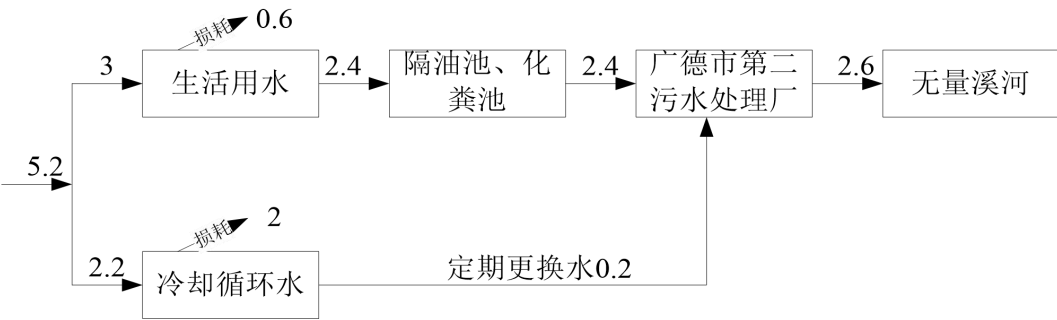 损耗
0.6
3
生活用水
2.4
隔油池、化
粪池
2.4
广德市第二
污水处理厂
2.6
无量溪河
5.2
损耗
2
2.2
冷却循环水
定期更换水0.2